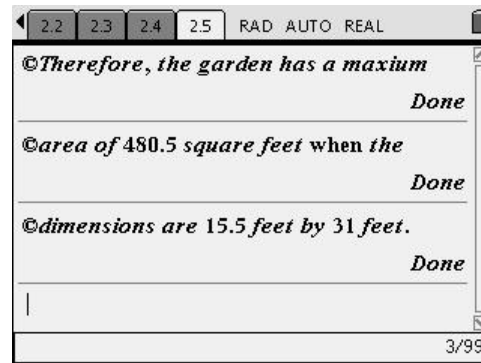 2.2 2.3 2.4 2.5 RAD AUTO REAL
©Therefore, the garden has a maxium
Done
©area of 480.5 square feet when the
Done
©dimensions are 15.5 feet by 31 feet.
Done
3/99